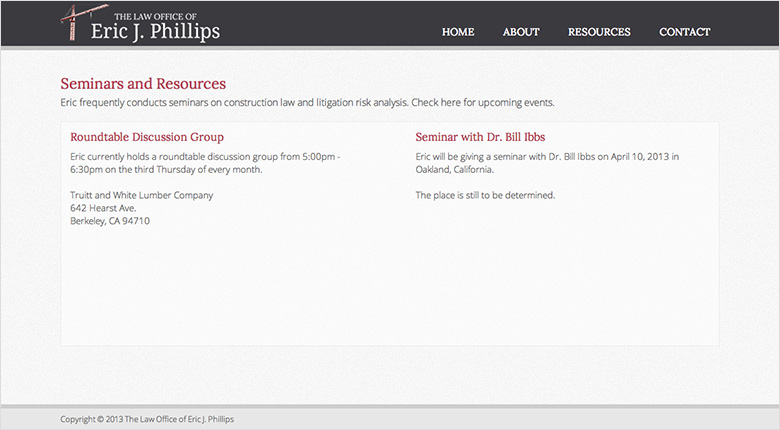 THE LAW OFFICE OF
Eric J. Phillips
HOME ABOUT RESOURCES CONTACT
Seminars and Resources
Eric frequently conducts seminars on construction law and litigation risk analysis. Check here for upcoming events.
Roundtable Discussion Group
Eric currently holds a roundtable discussion group from 5:00pm -
6:30pm on the third Thursday of every month.
Truitt and White Lumber Company
642 Hearst Ave.
Berkeley, CA 94710
Seminar with Dr. Bill Ibbs
Eric will be giving a seminar with Dr. Bill Ibbs on April 10, 2013 in
Oakland, California.
The place is still to be determined.
Copyright © 2013 The Law Office of Eric J. Phillips